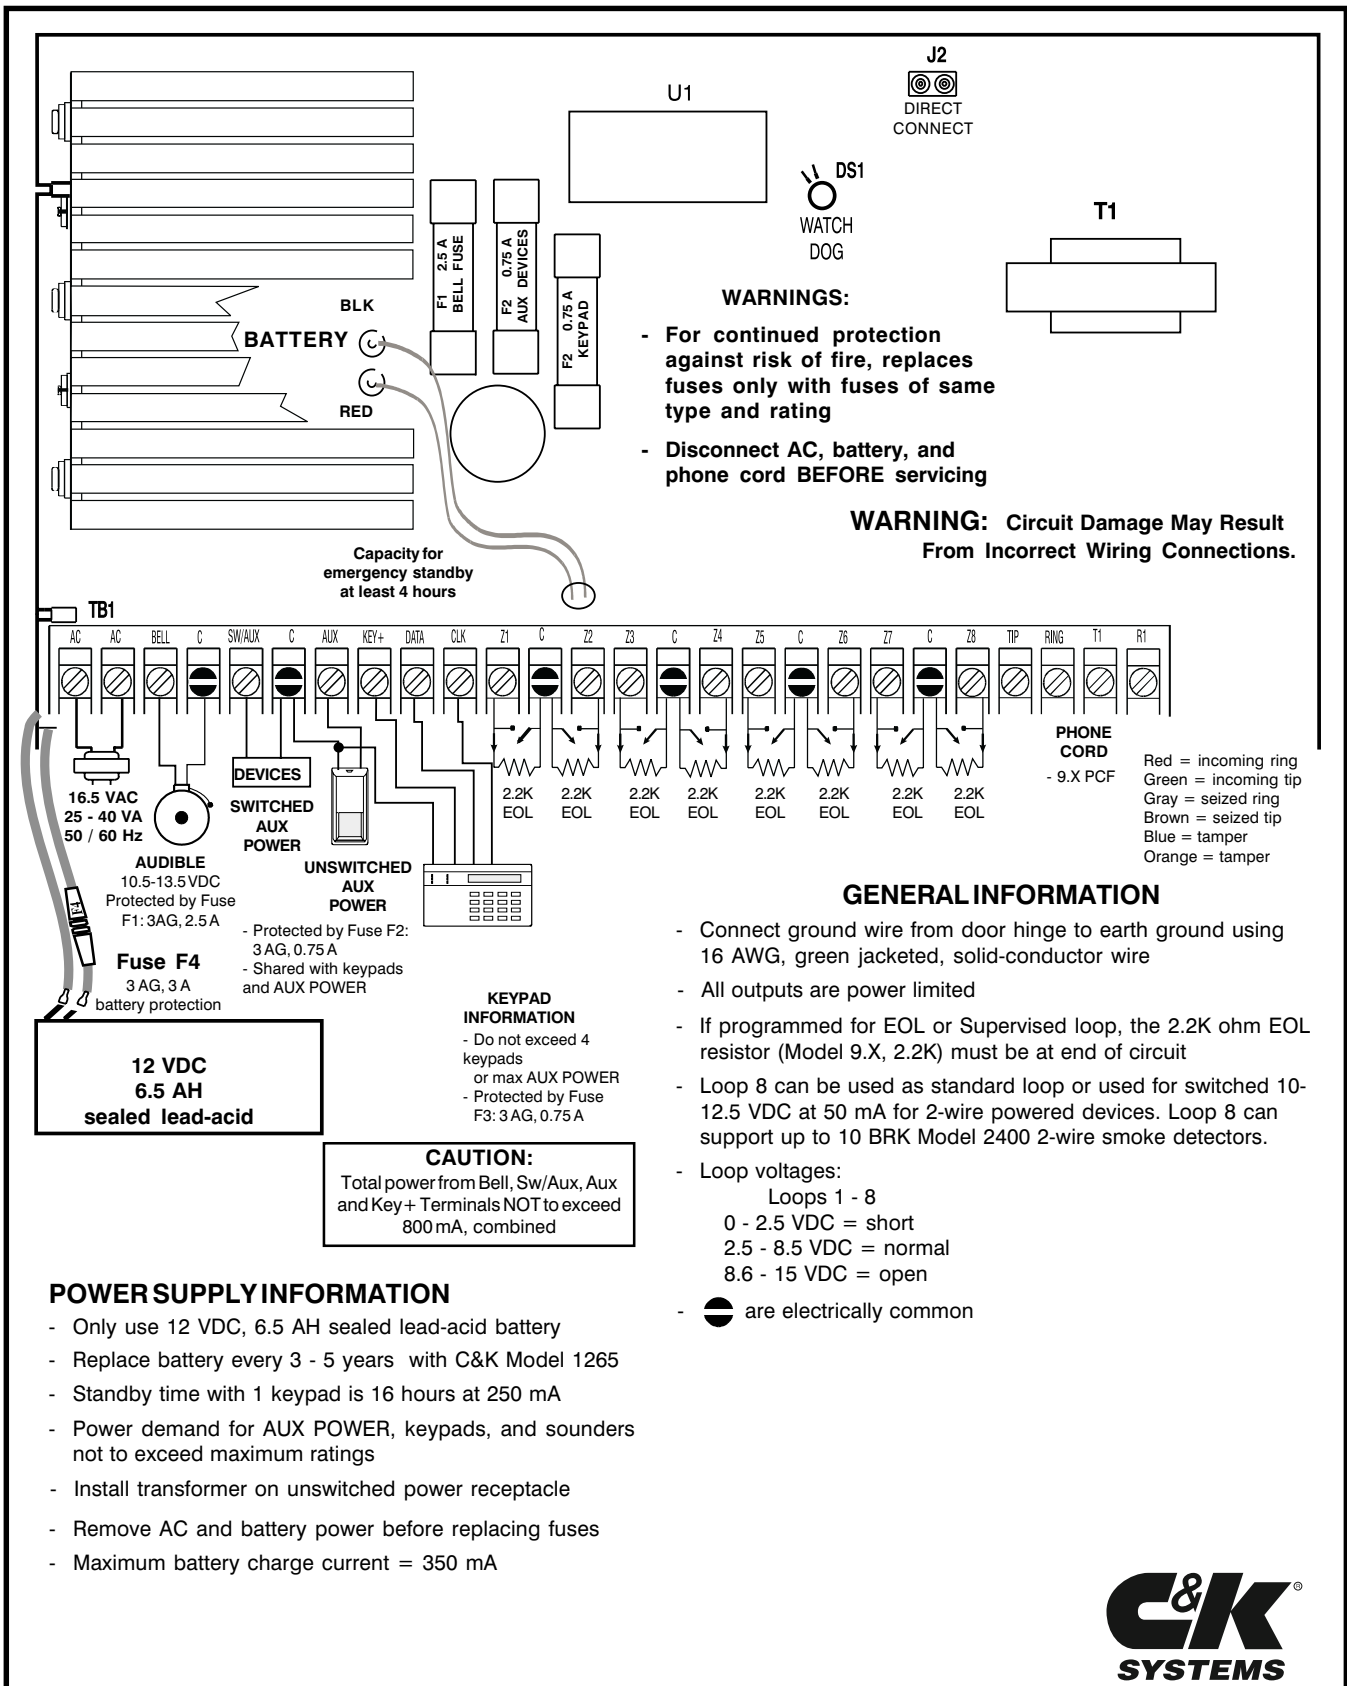 J2
DIRECT
CONNECT
U1
DS1
WATCH
DOG
T1
F1 2.5 A
BELL FUSE
F2 0.75 A
AUX DEVICES
F2 0.75 A
KEYPAD
BLK
BATTERY
RED
WARNINGS:
- For continued protection
against risk of fire, replaces
fuses only with fuses of same
type and rating
- Disconnect AC, battery, and
phone cord BEFORE servicing
WARNING: Circuit Damage May Result
From Incorrect Wiring Connections.
Capacity for
emergency standby
at least 4 hours
TB1
AC AC BELL C SW/AUX C AUX KEY+ DATA CLK Z1 C Z2 Z3 C Z4 Z5 C Z6 Z7 C Z8 TIP RING T1 R1
16.5 VAC
25 - 40 VA
50 / 60 Hz
AUDIBLE
10.5-13.5 VDC
Protected by Fuse
F1: 3AG, 2.5 A
DEVICES
SWITCHED
AUX
POWER
UNSWITCHED
AUX
POWER
- Protected by Fuse F2:
3 AG, 0.75 A
- Shared with keypads
and AUX POWER
2.2K 2.2K 2.2K 2.2K 2.2K 2.2K 2.2K 2.2K
EOL EOL EOL EOL EOL EOL EOL EOL
PHONE
CORD
- 9.X PCF
Red = incoming ring
Green = incoming tip
Gray = seized ring
Brown = seized tip
Blue = tamper
Orange = tamper
F4
Fuse F4
3 AG, 3 A
battery protection
12 VDC
6.5 AH
sealed lead-acid
KEYPAD
INFORMATION
- Do not exceed 4
keypads
or max AUX POWER
- Protected by Fuse
F3: 3 AG, 0.75 A
CAUTION:
Total power from Bell, Sw/Aux, Aux
and Key+ Terminals NOT to exceed
800 mA, combined
GENERAL INFORMATION
- Connect ground wire from door hinge to earth ground using
16 AWG, green jacketed, solid-conductor wire
- All outputs are power limited
- If programmed for EOL or Supervised loop, the 2.2K ohm EOL
resistor (Model 9.X, 2.2K) must be at end of circuit
- Loop 8 can be used as standard loop or used for switched 10-
12.5 VDC at 50 mA for 2-wire powered devices. Loop 8 can
support up to 10 BRK Model 2400 2-wire smoke detectors.
- Loop voltages:
Loops 1 - 8
0 - 2.5 VDC = short
2.5 - 8.5 VDC = normal
8.6 - 15 VDC = open
- are electrically common
POWER SUPPLY INFORMATION
- Only use 12 VDC, 6.5 AH sealed lead-acid battery
- Replace battery every 3 - 5 years with C&K Model 1265
- Standby time with 1 keypad is 16 hours at 250 mA
- Power demand for AUX POWER, keypads, and sounders
not to exceed maximum ratings
- Install transformer on unswitched power receptacle
- Remove AC and battery power before replacing fuses
- Maximum battery charge current = 350 mA
C&K®
SYSTEMS